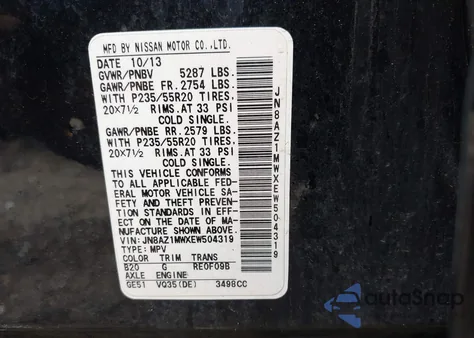 MFD BY NISSAN MOTOR CO.,LTD.
DATE 10/13
GVWR/PNBV 5287 LBS.
GAWR/PNBE FR. 2754 LBS.
WITH P235/55R20 TIRES,
20X7½ RIMS.AT 33 PSI
COLD SINGLE.
GAWR/PNBE RR. 2579 LBS.
WITH P235/55R20 TIRES,
20X7½ RIMS.AT 33 PSI
COLD SINGLE.
THIS VEHICLE CONFORMS
TO ALL APPLICABLE FED-
ERAL MOTOR VEHICLE SA-
FETY AND THEFT PREVEN-
TION STANDARDS IN EFF-
ECT ON THE DATE OF MA-
NUFACTURE SHOWN ABOVE.
VIN:JN8AZ1MWXEW504319
TYPE:MPV
COLOR TRIM TRANS
B20 G RE0F09B
AXLE ENGINE
GE51 VQ35(DE) 3498CC
JN8AZ1MWXEW504319
autoSnap